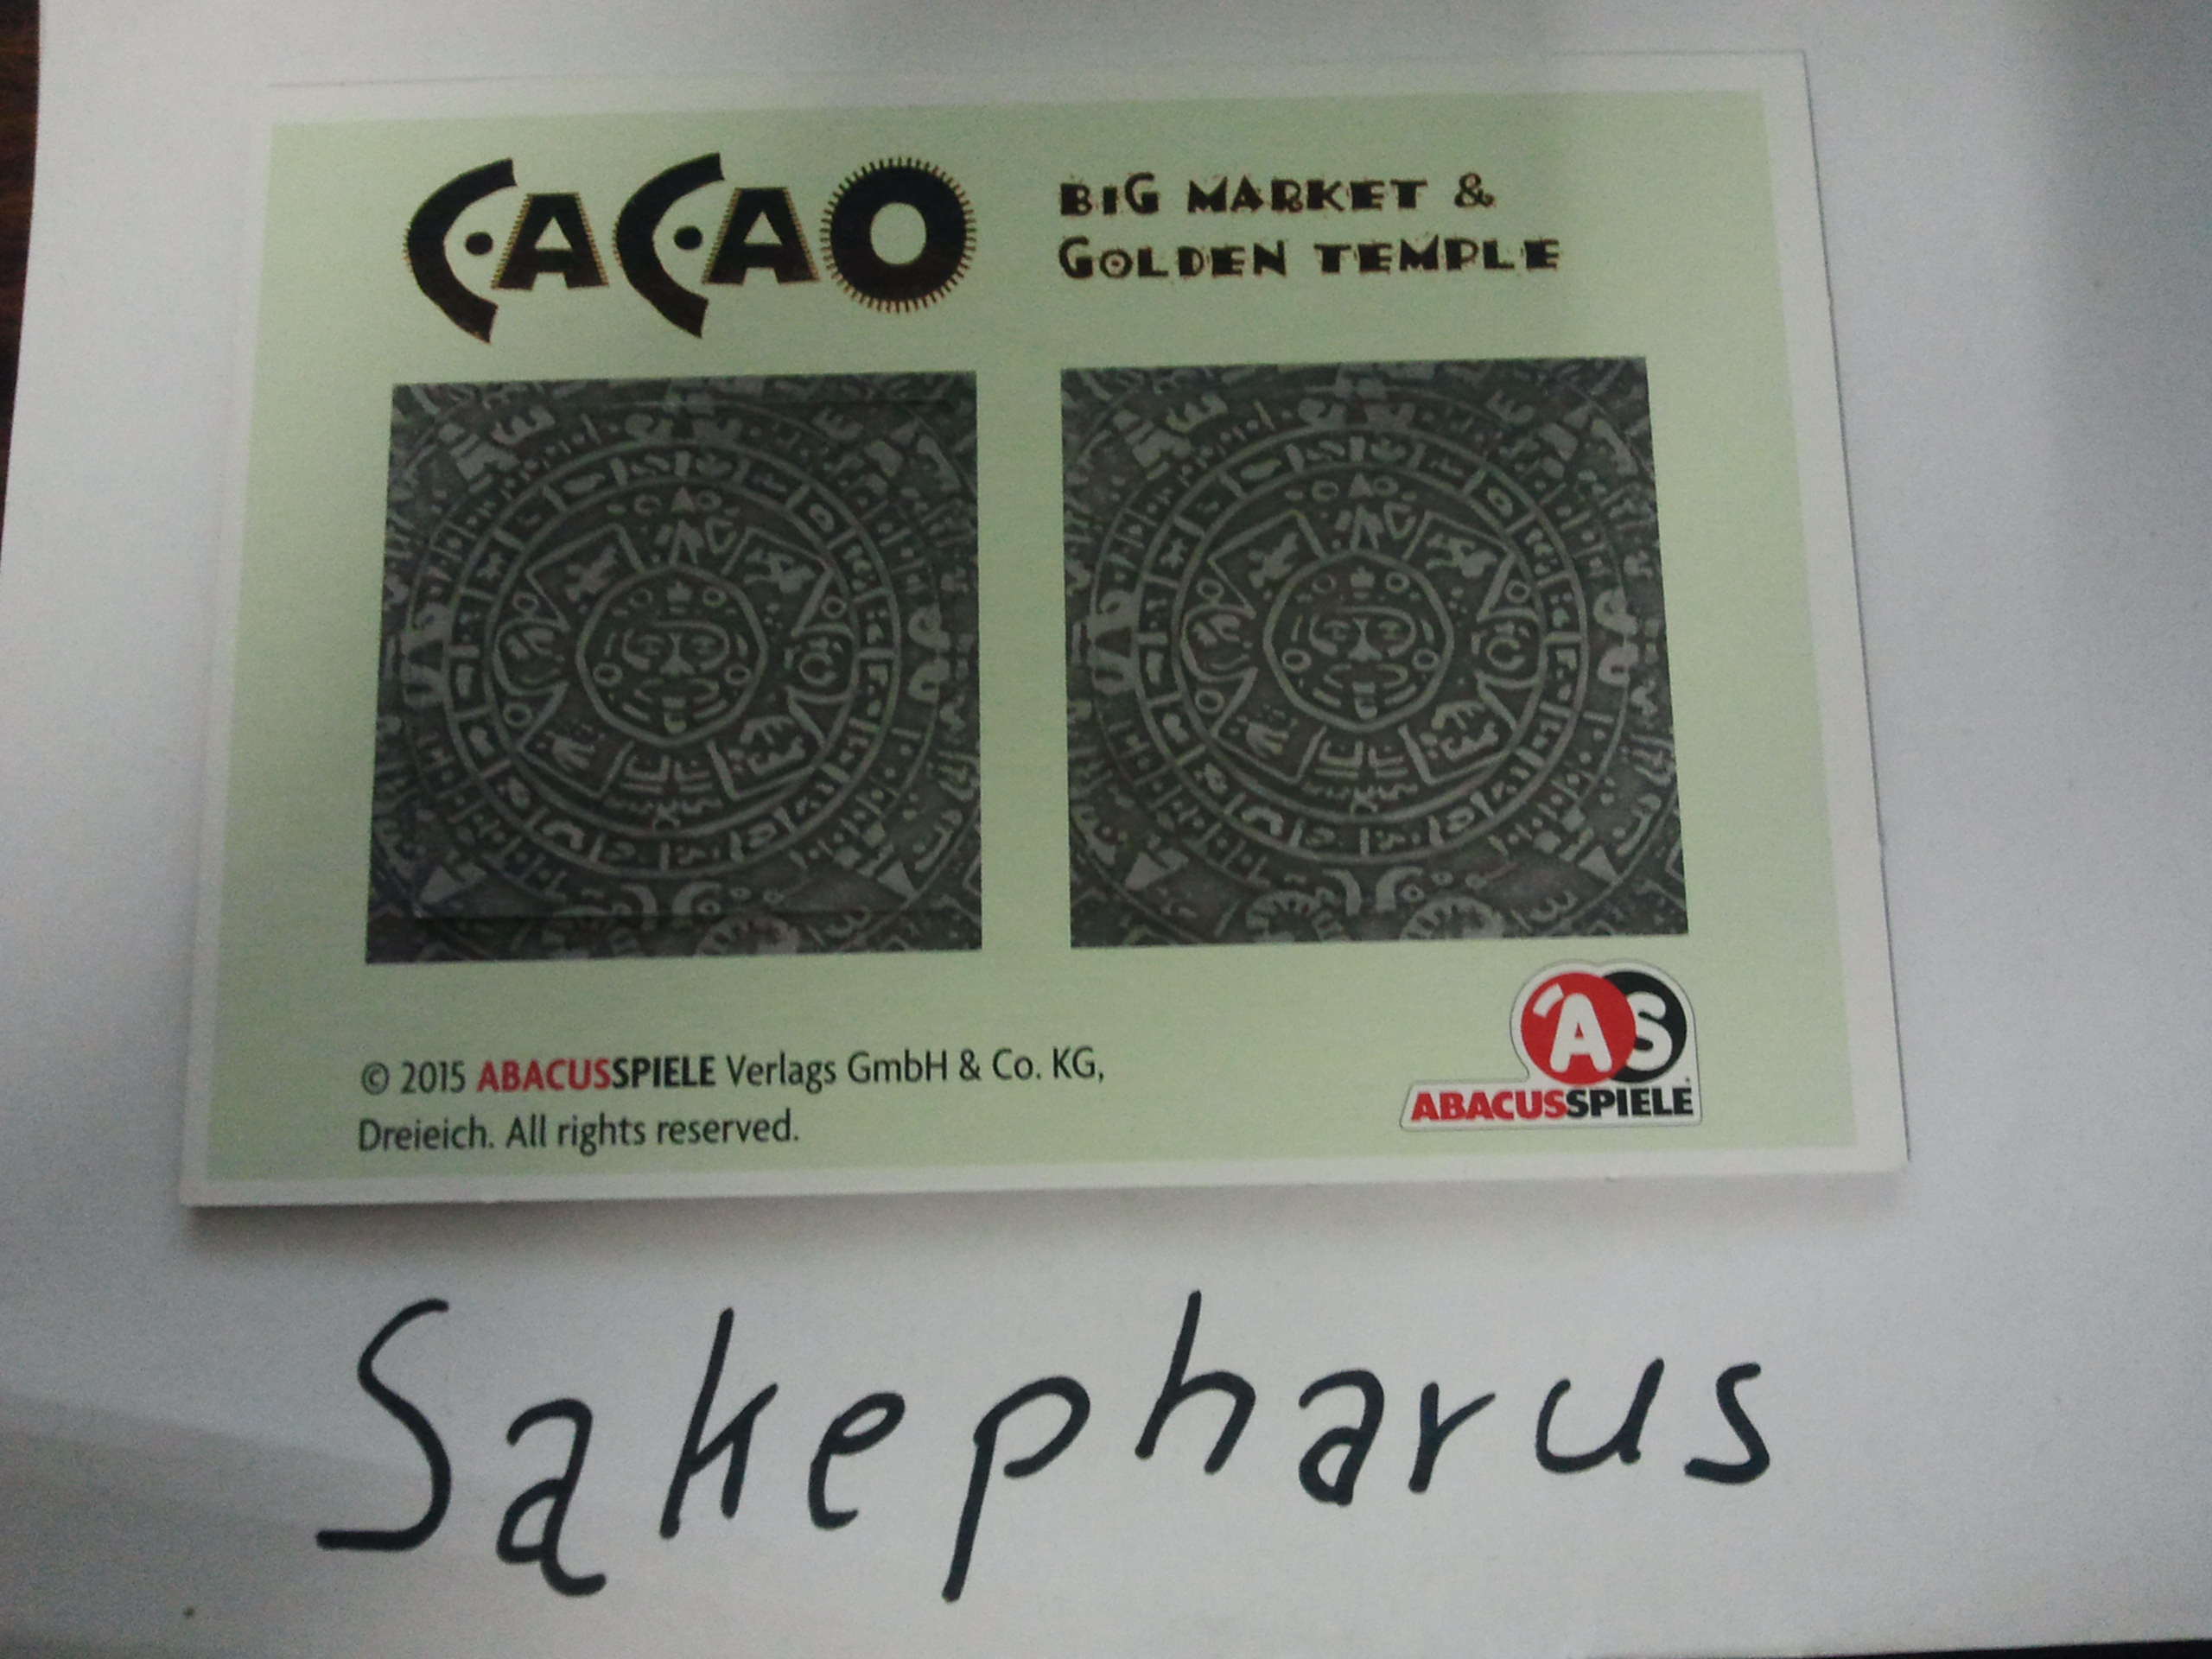 CACAO
BiG MARKET &
GOLDEN TEMPLE
© 2015 ABACUSSPIELE Verlags GmbH & Co. KG,
Dreieich. All rights reserved.
AS
ABACUSSPIELE
Sakepharus